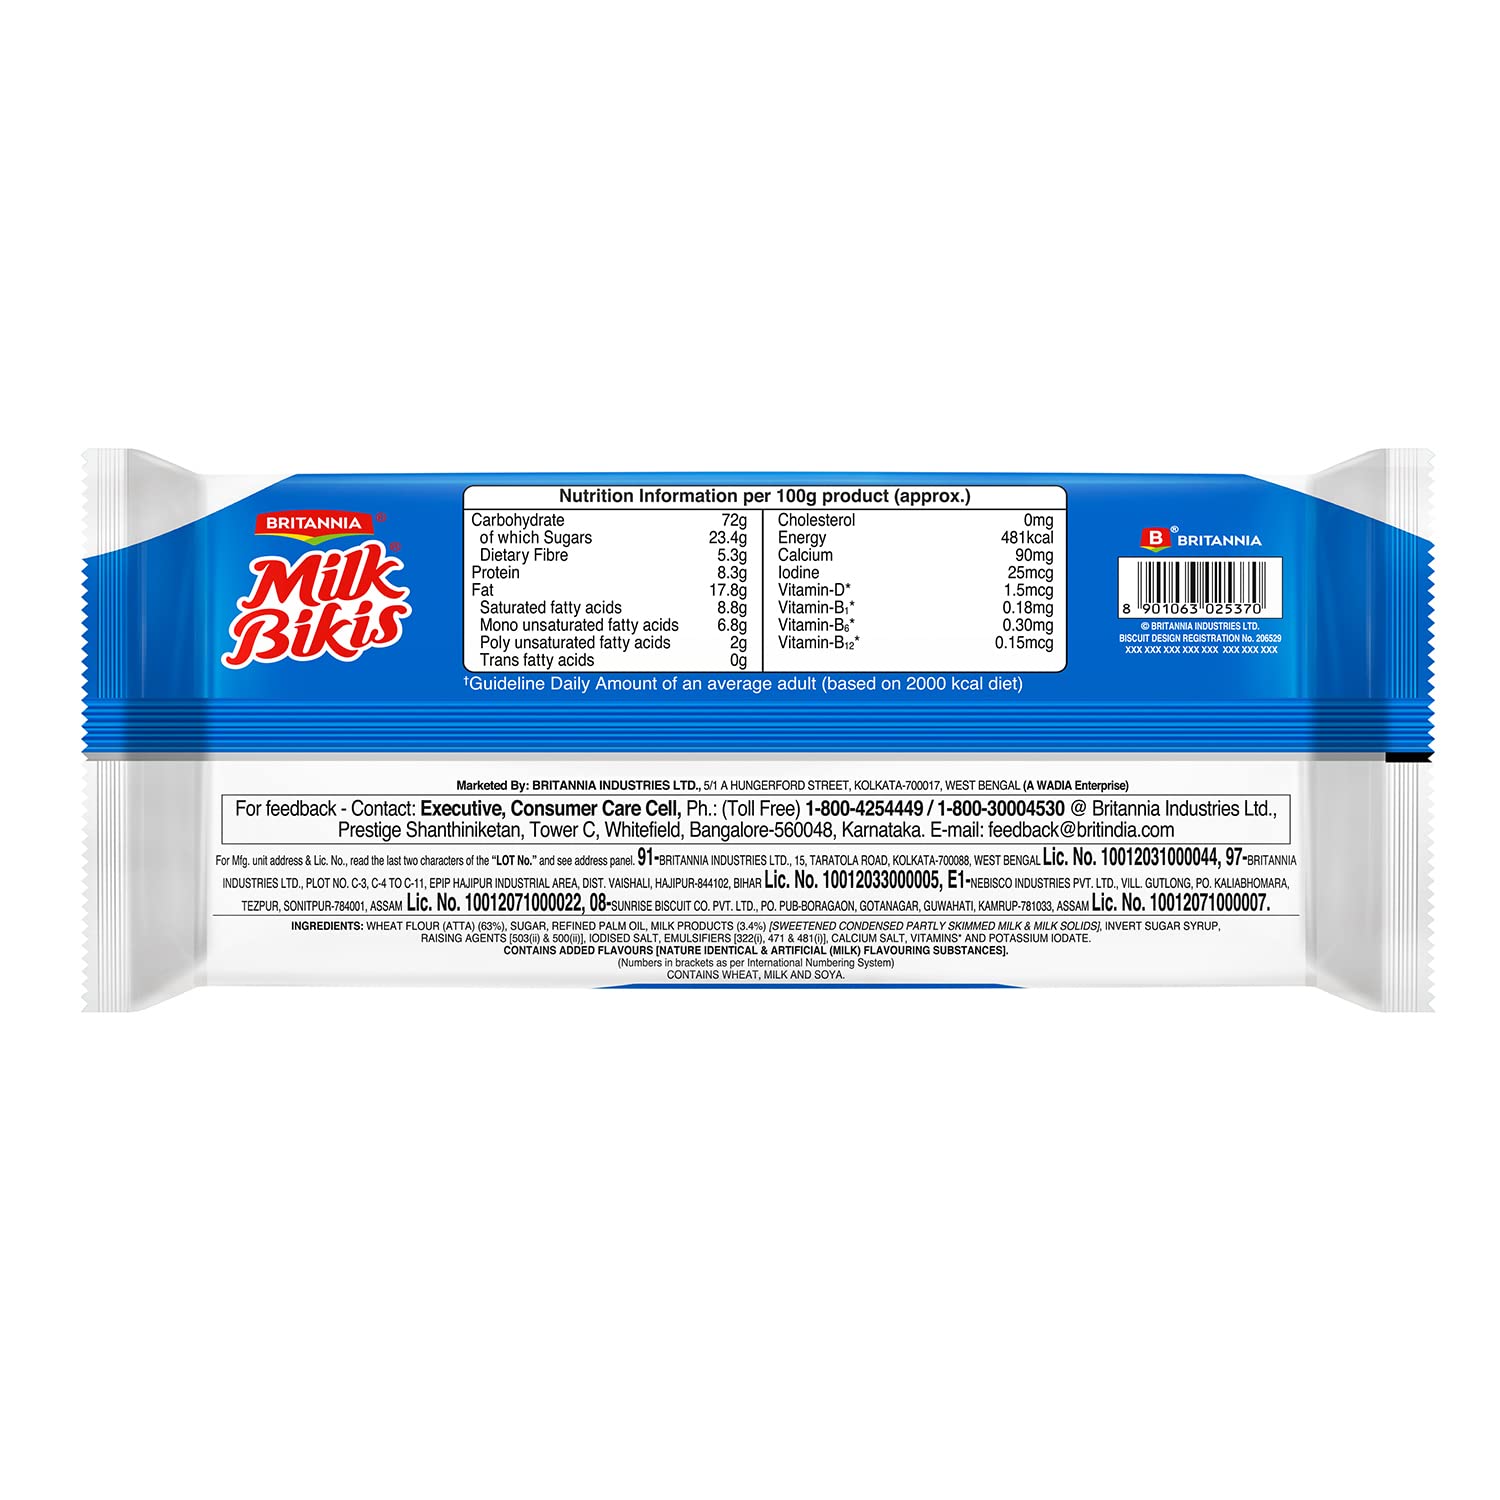 BRITANNIA ®
Milk ®
Bikis
Nutrition Information per 100g product (approx.)
Carbohydrate 72g
of which Sugars 23.4g
Dietary Fibre 5.3g
Protein 8.3g
Fat 17.8g
Saturated fatty acids 8.8g
Mono unsaturated fatty acids 6.8g
Poly unsaturated fatty acids 2g
Trans fatty acids 0g
Cholesterol 0mg
Energy 481kcal
Calcium 90mg
Iodine 25mcg
Vitamin-D* 1.5mcg
Vitamin-B₁* 0.18mg
Vitamin-B₆* 0.30mg
Vitamin-B₁₂* 0.15mcg
†Guideline Daily Amount of an average adult (based on 2000 kcal diet)
B ® BRITANNIA
8 901063 025370
© BRITANNIA INDUSTRIES LTD.
BISCUIT DESIGN REGISTRATION No. 206529
XXX XXX XXX XXX XXX XXX XXX XXX
Marketed By: BRITANNIA INDUSTRIES LTD., 5/1 A HUNGERFORD STREET, KOLKATA-700017, WEST BENGAL (A WADIA Enterprise)
For feedback - Contact: Executive, Consumer Care Cell, Ph.: (Toll Free) 1-800-4254449 / 1-800-30004530 @ Britannia Industries Ltd.,
Prestige Shanthiniketan, Tower C, Whitefield, Bangalore-560048, Karnataka. E-mail: feedback@britindia.com
For Mfg. unit address & Lic. No., read the last two characters of the "LOT No." and see address panel. 91-BRITANNIA INDUSTRIES LTD., 15, TARATOLA ROAD, KOLKATA-700088, WEST BENGAL Lic. No. 10012031000044, 97-BRITANNIA
INDUSTRIES LTD., PLOT NO. C-3, C-4 TO C-11, EPIP HAJIPUR INDUSTRIAL AREA, DIST. VAISHALI, HAJIPUR-844102, BIHAR Lic. No. 10012033000005, E1-NEBISCO INDUSTRIES PVT. LTD., VILL. GUTLONG, PO. KALIABHOMARA,
TEZPUR, SONITPUR-784001, ASSAM Lic. No. 10012071000022, 08-SUNRISE BISCUIT CO. PVT. LTD., PO. PUB-BORAGAON, GOTANAGAR, GUWAHATI, KAMRUP-781033, ASSAM Lic. No. 10012071000007.
INGREDIENTS: WHEAT FLOUR (ATTA) (63%), SUGAR, REFINED PALM OIL, MILK PRODUCTS (3.4%) [SWEETENED CONDENSED PARTLY SKIMMED MILK & MILK SOLIDS], INVERT SUGAR SYRUP,
RAISING AGENTS [503(ii) & 500(ii)], IODISED SALT, EMULSIFIERS [322(i), 471 & 481(i)], CALCIUM SALT, VITAMINS* AND POTASSIUM IODATE.
CONTAINS ADDED FLAVOURS [NATURE IDENTICAL & ARTIFICIAL (MILK) FLAVOURING SUBSTANCES].
(Numbers in brackets as per International Numbering System)
CONTAINS WHEAT, MILK AND SOYA.